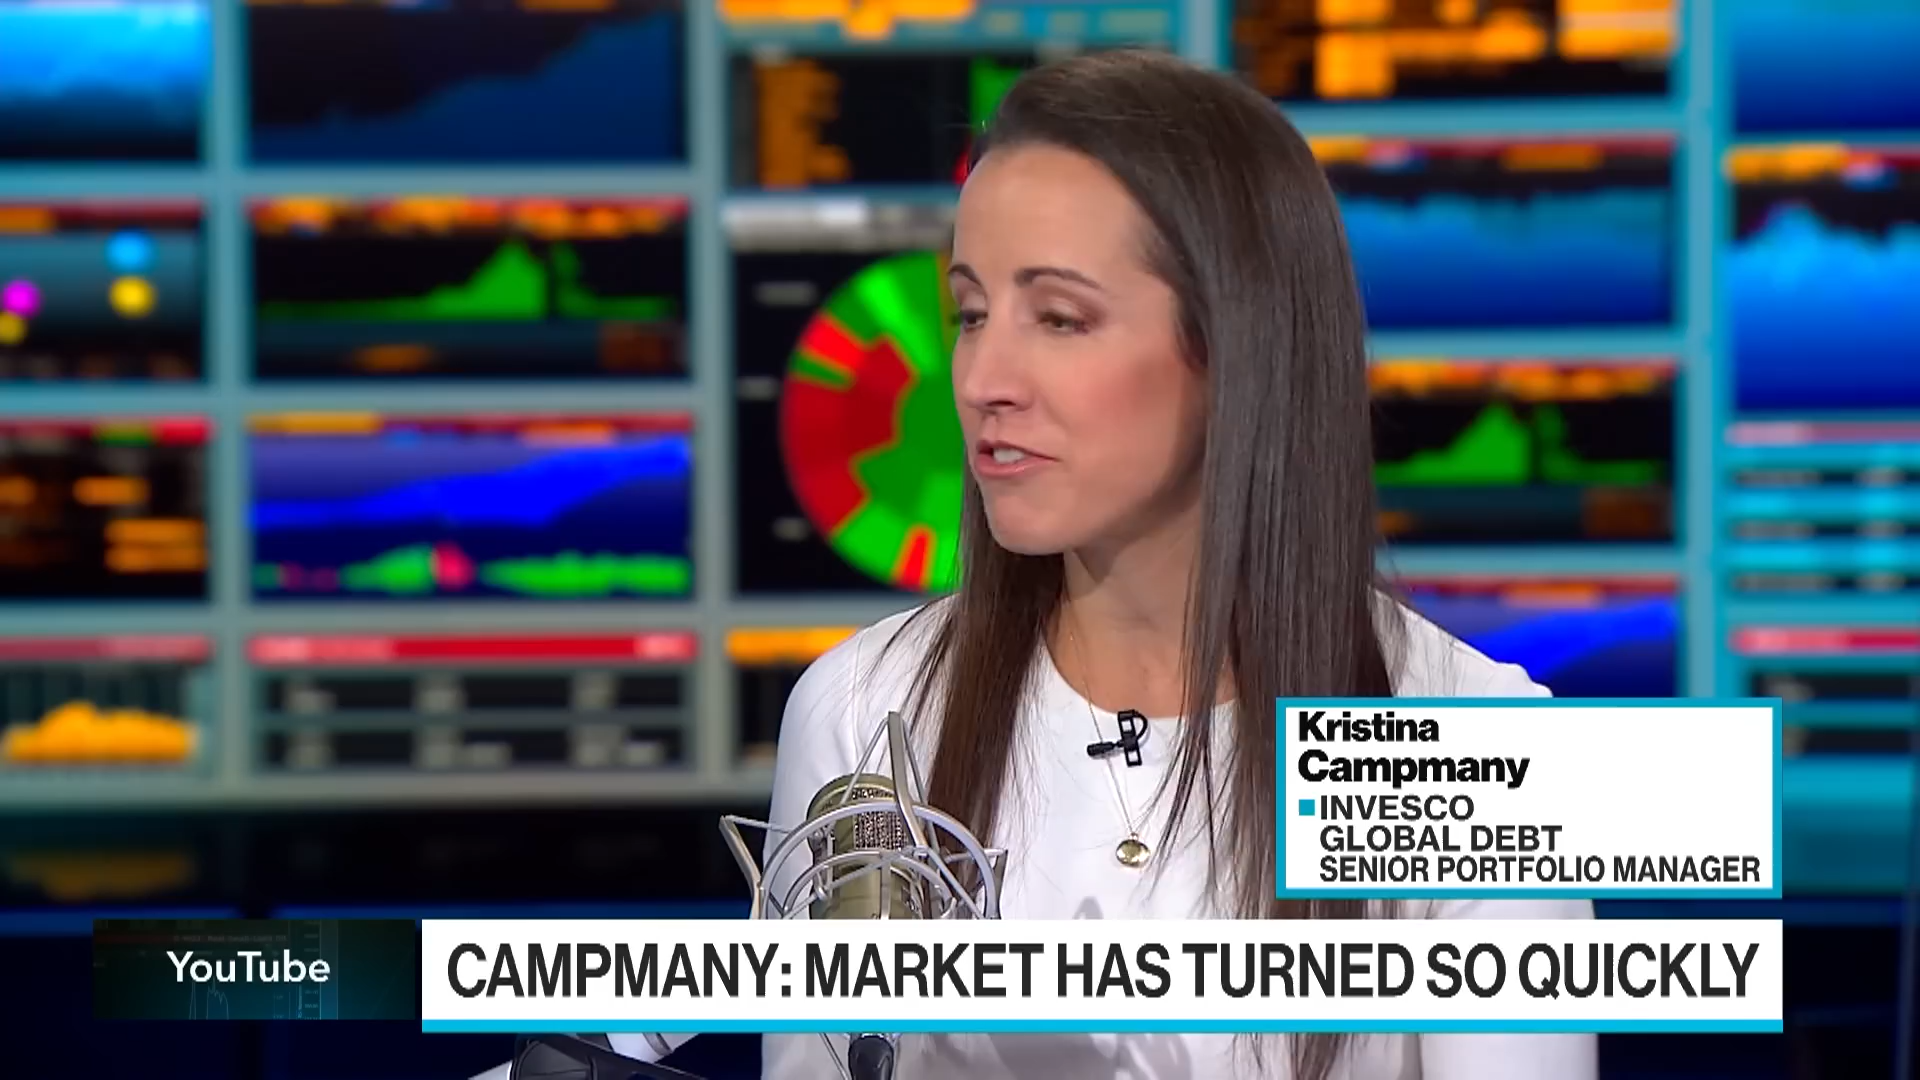 Kristina
Campmany
INVESCO
GLOBAL DEBT
SENIOR PORTFOLIO MANAGER
YouTube
CAMPMANY: MARKET HAS TURNED SO QUICKLY